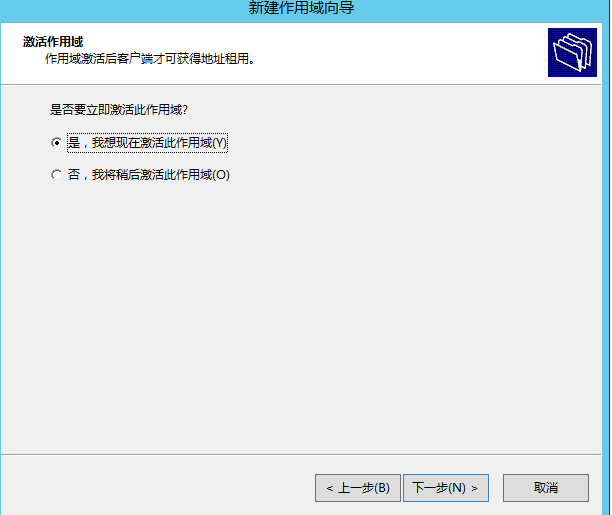 新建作用域向导
激活作用域
作用域激活后客户端才可获得地址租用。
是否要立即激活此作用域?
是，我想现在激活此作用域(Y)
否，我将稍后激活此作用域(O)
< 上一步(B) 下一步(N) > 取消